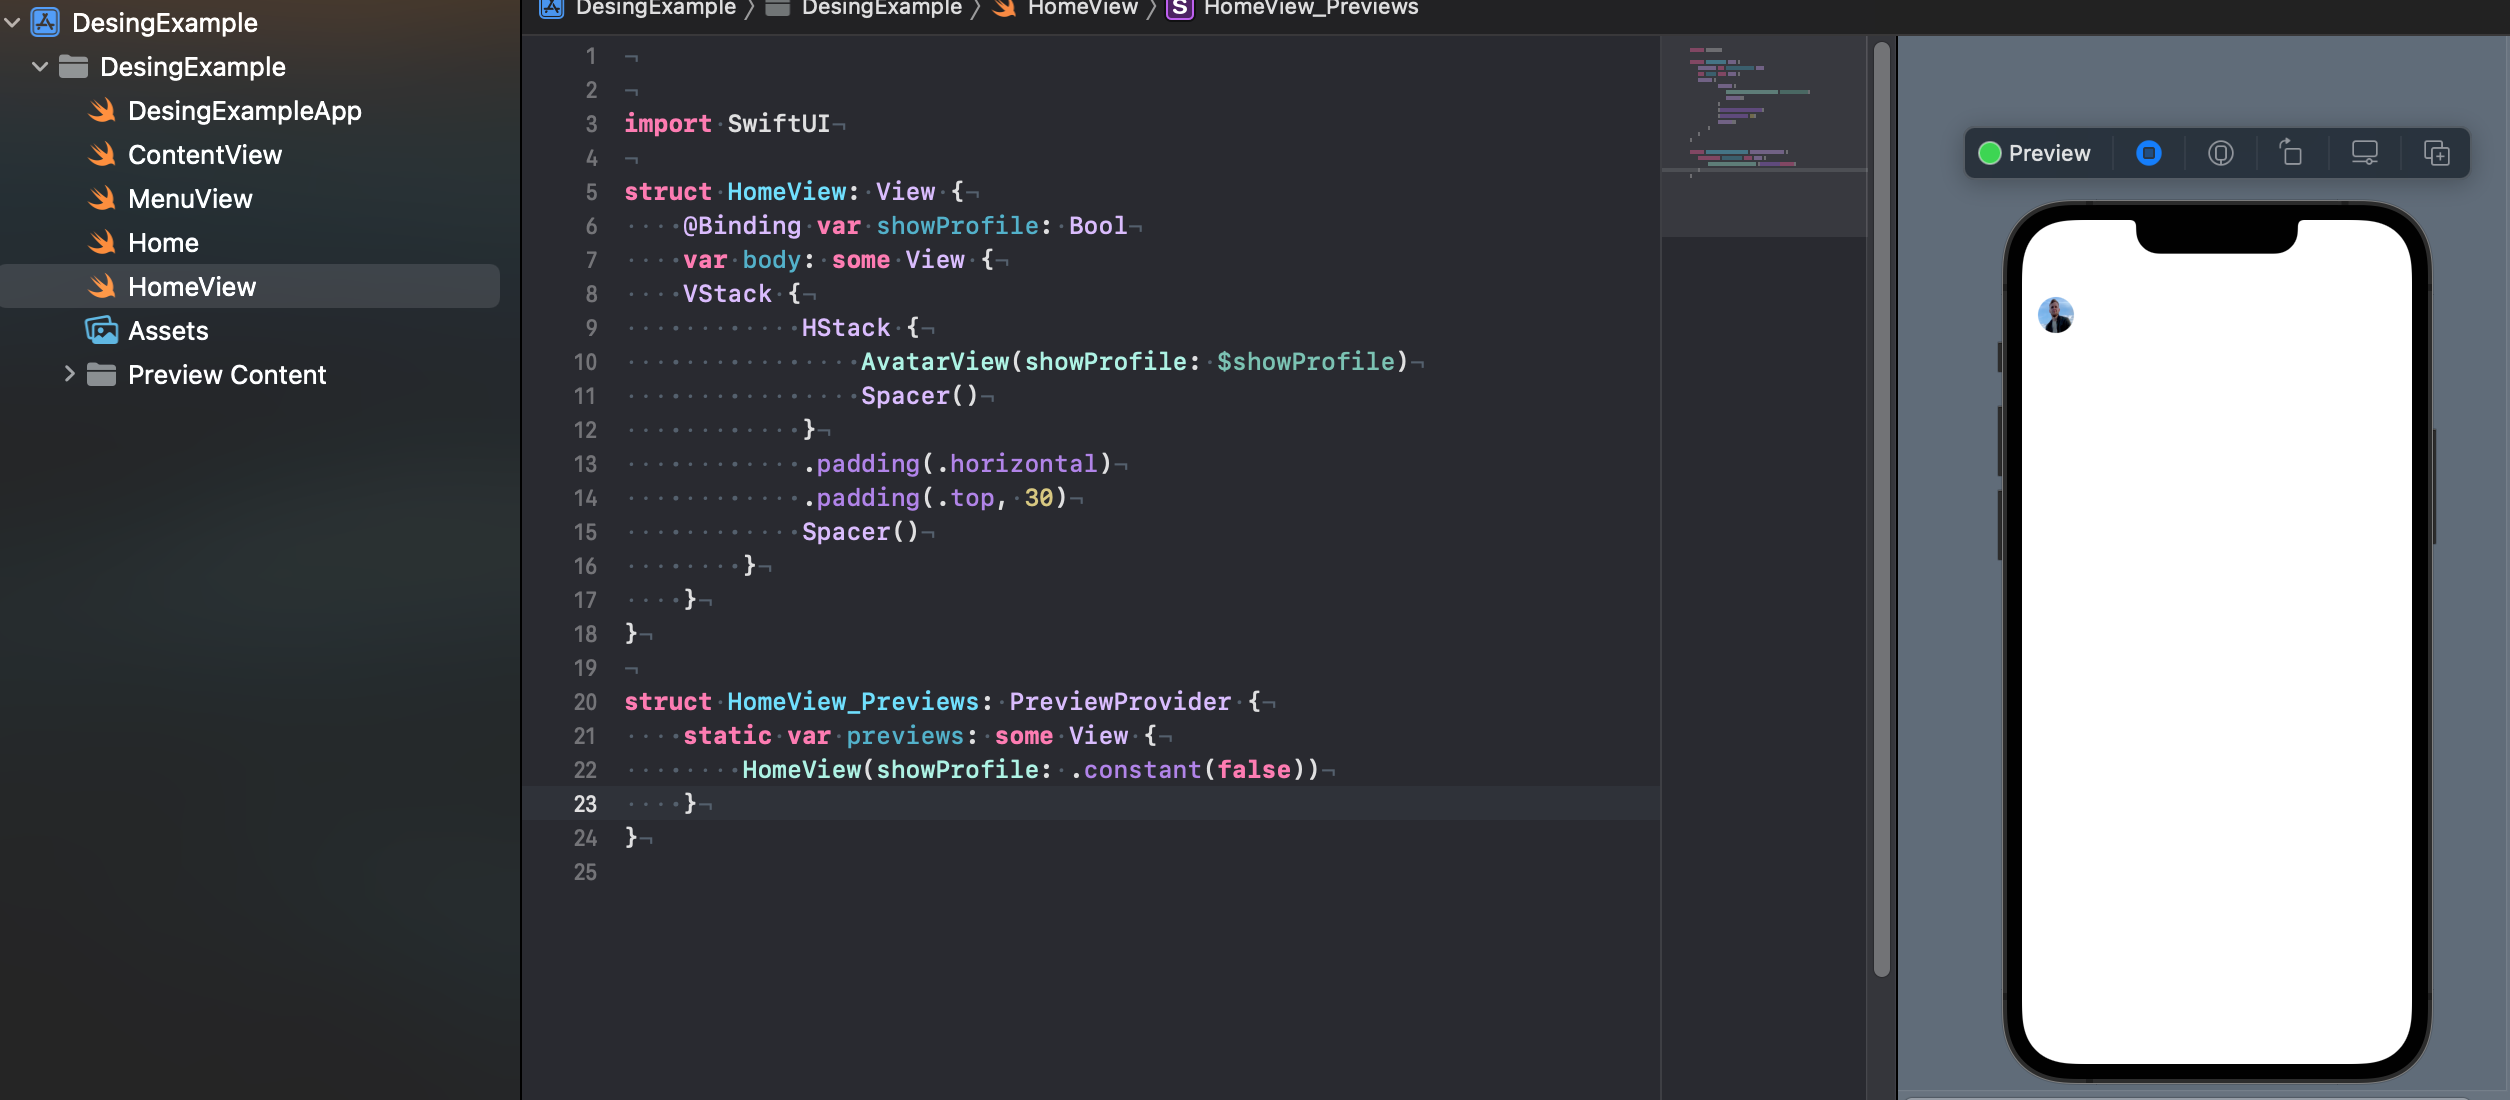 DesingExample
DesingExample
DesingExampleApp
ContentView
MenuView
Home
HomeView
Assets
Preview Content
DesingExample 〉 DesingExample 〉 HomeView 〉 S HomeView_Previews
1
2
3 import SwiftUI
4
5 struct HomeView: View {
6 @Binding var showProfile: Bool
7 var body: some View {
8 VStack {
9 HStack {
10 AvatarView(showProfile: $showProfile)
11 Spacer()
12 }
13 .padding(.horizontal)
14 .padding(.top, 30)
15 Spacer()
16 }
17 }
18 }
19
20 struct HomeView_Previews: PreviewProvider {
21 static var previews: some View {
22 HomeView(showProfile: .constant(false))
23 }
24 }
25
Preview